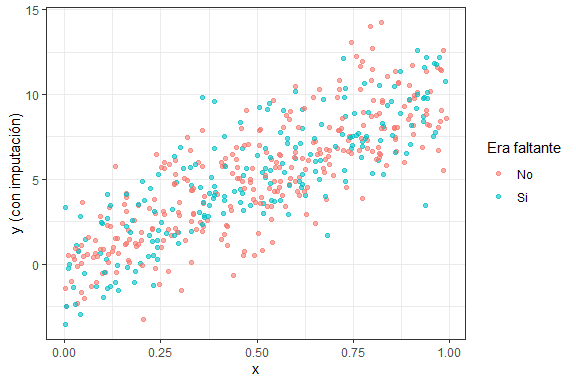 15
10
5
0
y (con imputación)
0.00 0.25 0.50 0.75 1.00
x
Era faltante
No
Si